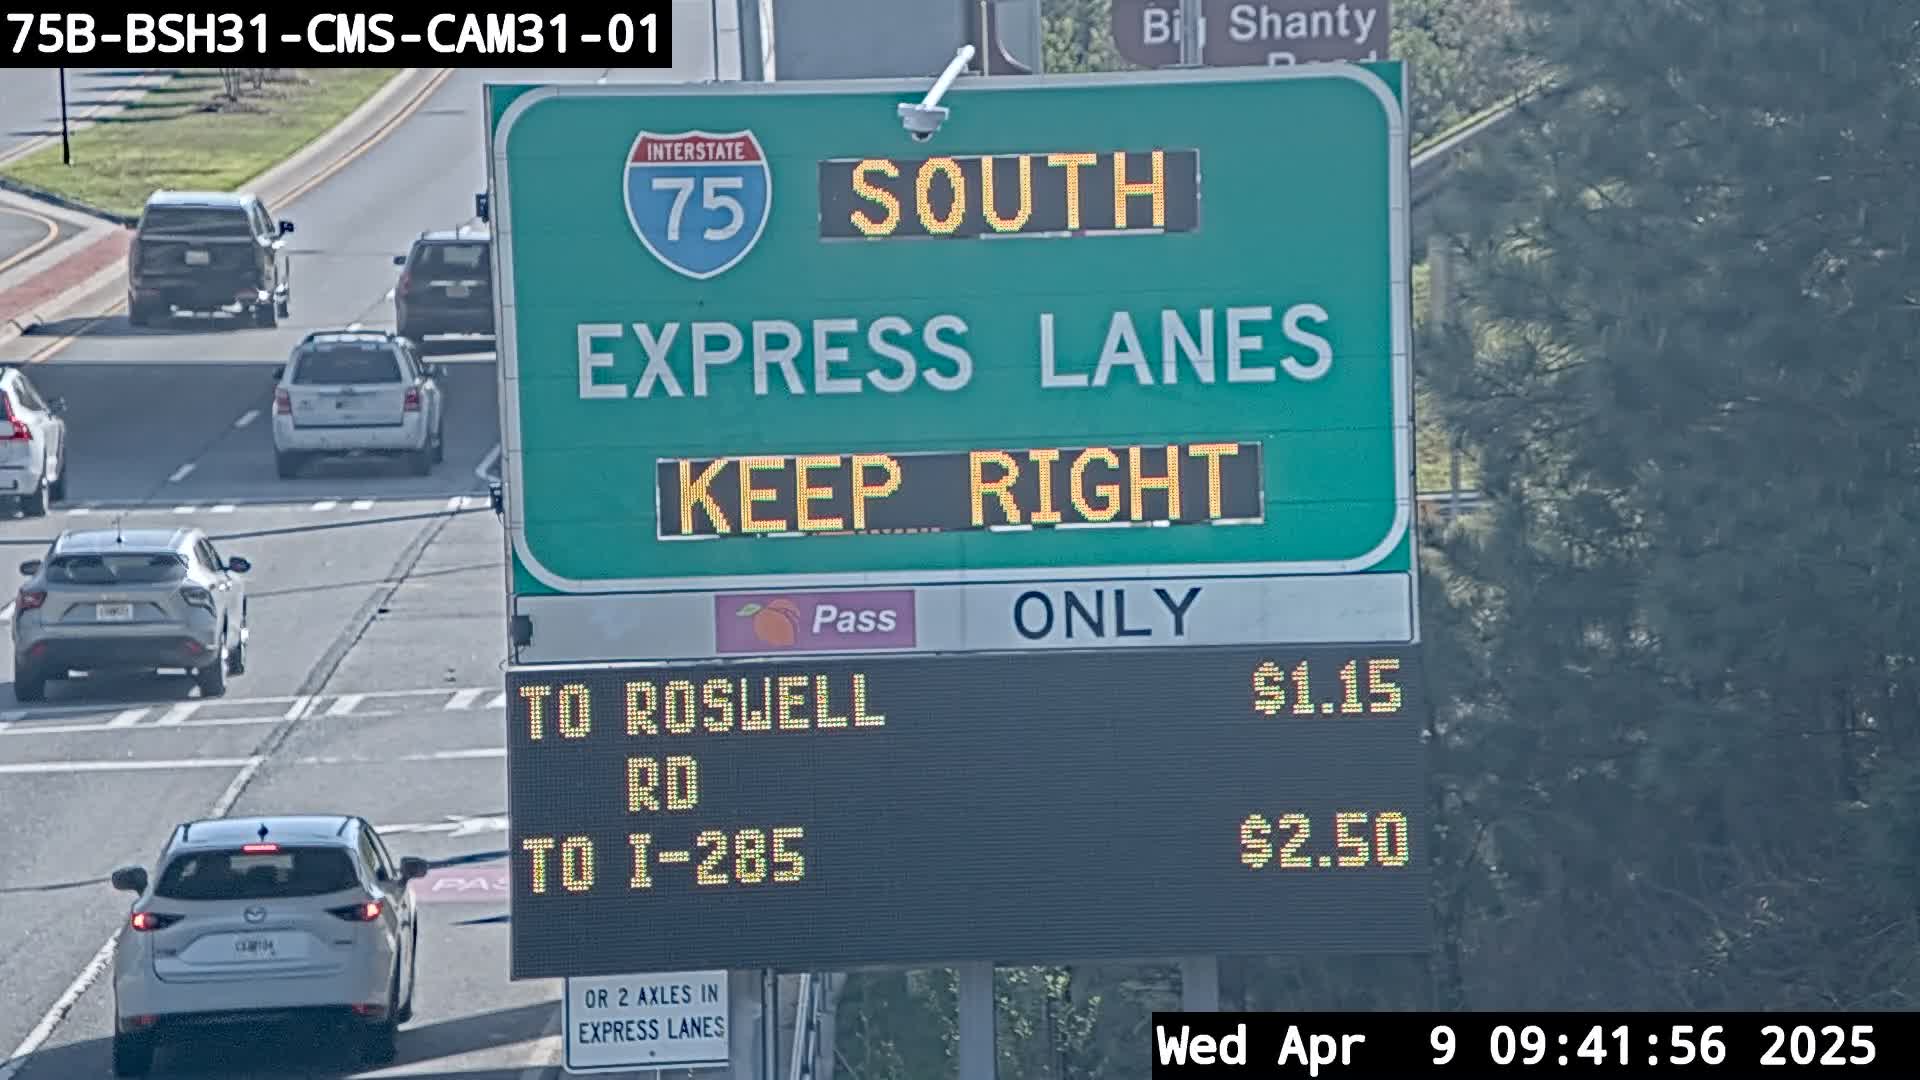 75B-BSH31-CMS-CAM31-01
Big Shanty
Road
INTERSTATE
75
SOUTH
EXPRESS LANES
KEEP RIGHT
Pass ONLY
TO ROSWELL $1.15
RD
TO I-285 $2.50
OR 2 AXLES IN
EXPRESS LANES
Wed Apr 9 09:41:56 2025